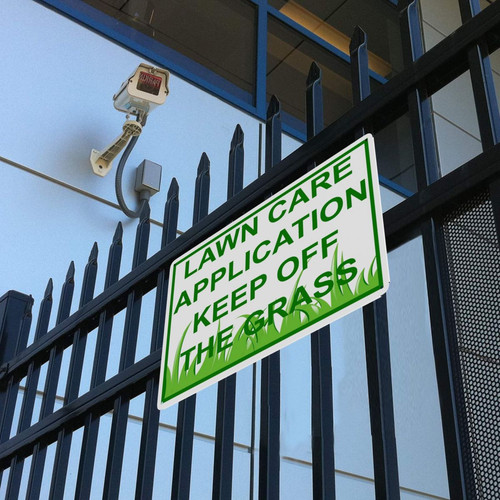 LAWN CARE
APPLICATION
KEEP OFF
THE GRASS